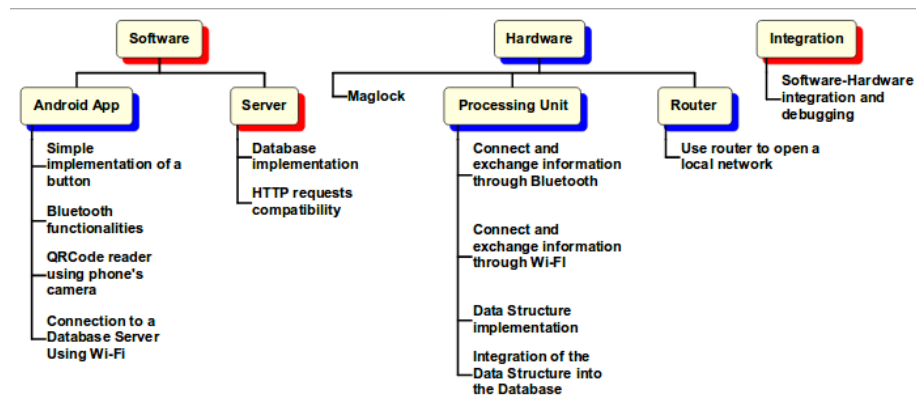 Software
Hardware
Integration
Android App
Server
Maglock
Processing Unit
Router
Software-Hardware
integration and
debugging
Simple
implementation of a
button
Bluetooth
functionalities
QRCode reader
using phone's
camera
Connection to a
Database Server
Using Wi-Fi
Database
implementation
HTTP requests
compatibility
Connect and
exchange information
through Bluetooth
Connect and
exchange information
through Wi-FI
Data Structure
implementation
Integration of the
Data Structure into
the Database
Use router to open a
local network